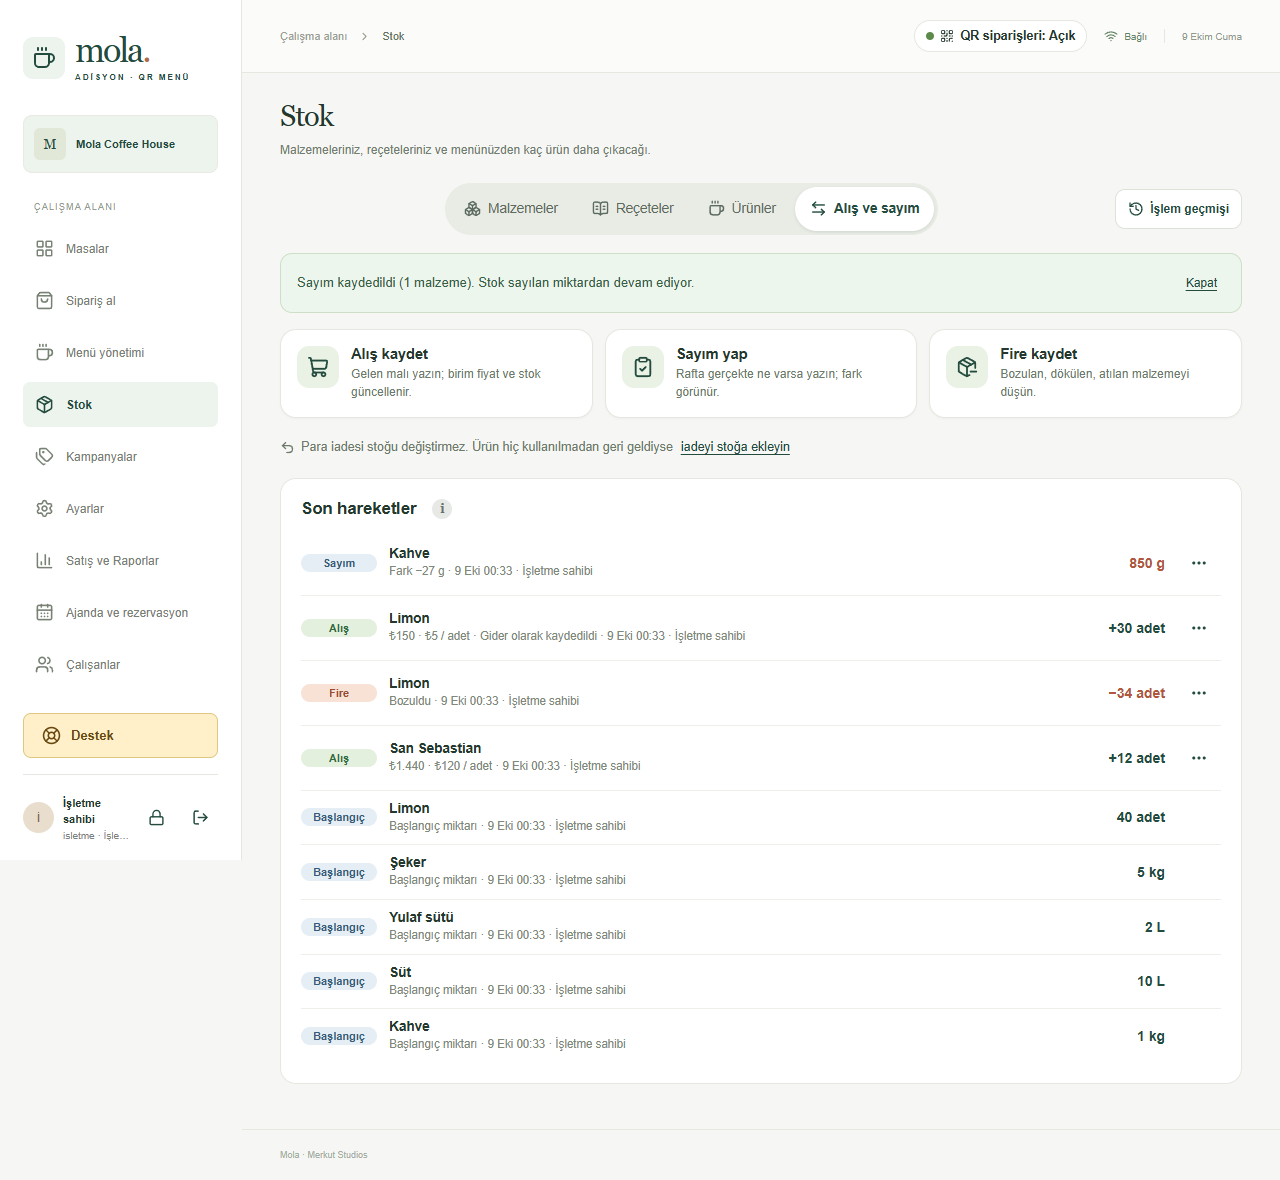 mola.
ADİSYON · QR MENÜ
M
Mola Coffee House
ÇALIŞMA ALANI
Masalar
Sipariş al
Menü yönetimi
Stok
Kampanyalar
Ayarlar
Satış ve Raporlar
Ajanda ve rezervasyon
Çalışanlar
Destek
İ
İşletme
sahibi
isletme · İşle...
Çalışma alanı > Stok
QR siparişleri: Açık
Bağlı
9 Ekim Cuma
Stok
Malzemeleriniz, reçeteleriniz ve menünüzden kaç ürün daha çıkacağı.
Malzemeler
Reçeteler
Ürünler
Alış ve sayım
İşlem geçmişi
Sayım kaydedildi (1 malzeme). Stok sayılan miktardan devam ediyor.
Kapat
Alış kaydet
Gelen malı yazın; birim fiyat ve stok
güncellenir.
Sayım yap
Rafta gerçekte ne varsa yazın; fark
görünür.
Fire kaydet
Bozulan, dökülen, atılan malzemeyi
düşün.
Para iadesi stoğu değiştirmez. Ürün hiç kullanılmadan geri geldiyse iadeyi stoğa ekleyin
Son hareketler
i
Sayım
Kahve
Fark −27 g · 9 Eki 00:33 · İşletme sahibi
850 g
Alış
Limon
₺150 · ₺5 / adet · Gider olarak kaydedildi · 9 Eki 00:33 · İşletme sahibi
+30 adet
Fire
Limon
Bozuldu · 9 Eki 00:33 · İşletme sahibi
−34 adet
Alış
San Sebastian
₺1.440 · ₺120 / adet · 9 Eki 00:33 · İşletme sahibi
+12 adet
Başlangıç
Limon
Başlangıç miktarı · 9 Eki 00:33 · İşletme sahibi
40 adet
Başlangıç
Şeker
Başlangıç miktarı · 9 Eki 00:33 · İşletme sahibi
5 kg
Başlangıç
Yulaf sütü
Başlangıç miktarı · 9 Eki 00:33 · İşletme sahibi
2 L
Başlangıç
Süt
Başlangıç miktarı · 9 Eki 00:33 · İşletme sahibi
10 L
Başlangıç
Kahve
Başlangıç miktarı · 9 Eki 00:33 · İşletme sahibi
1 kg
Mola · Merkut Studios